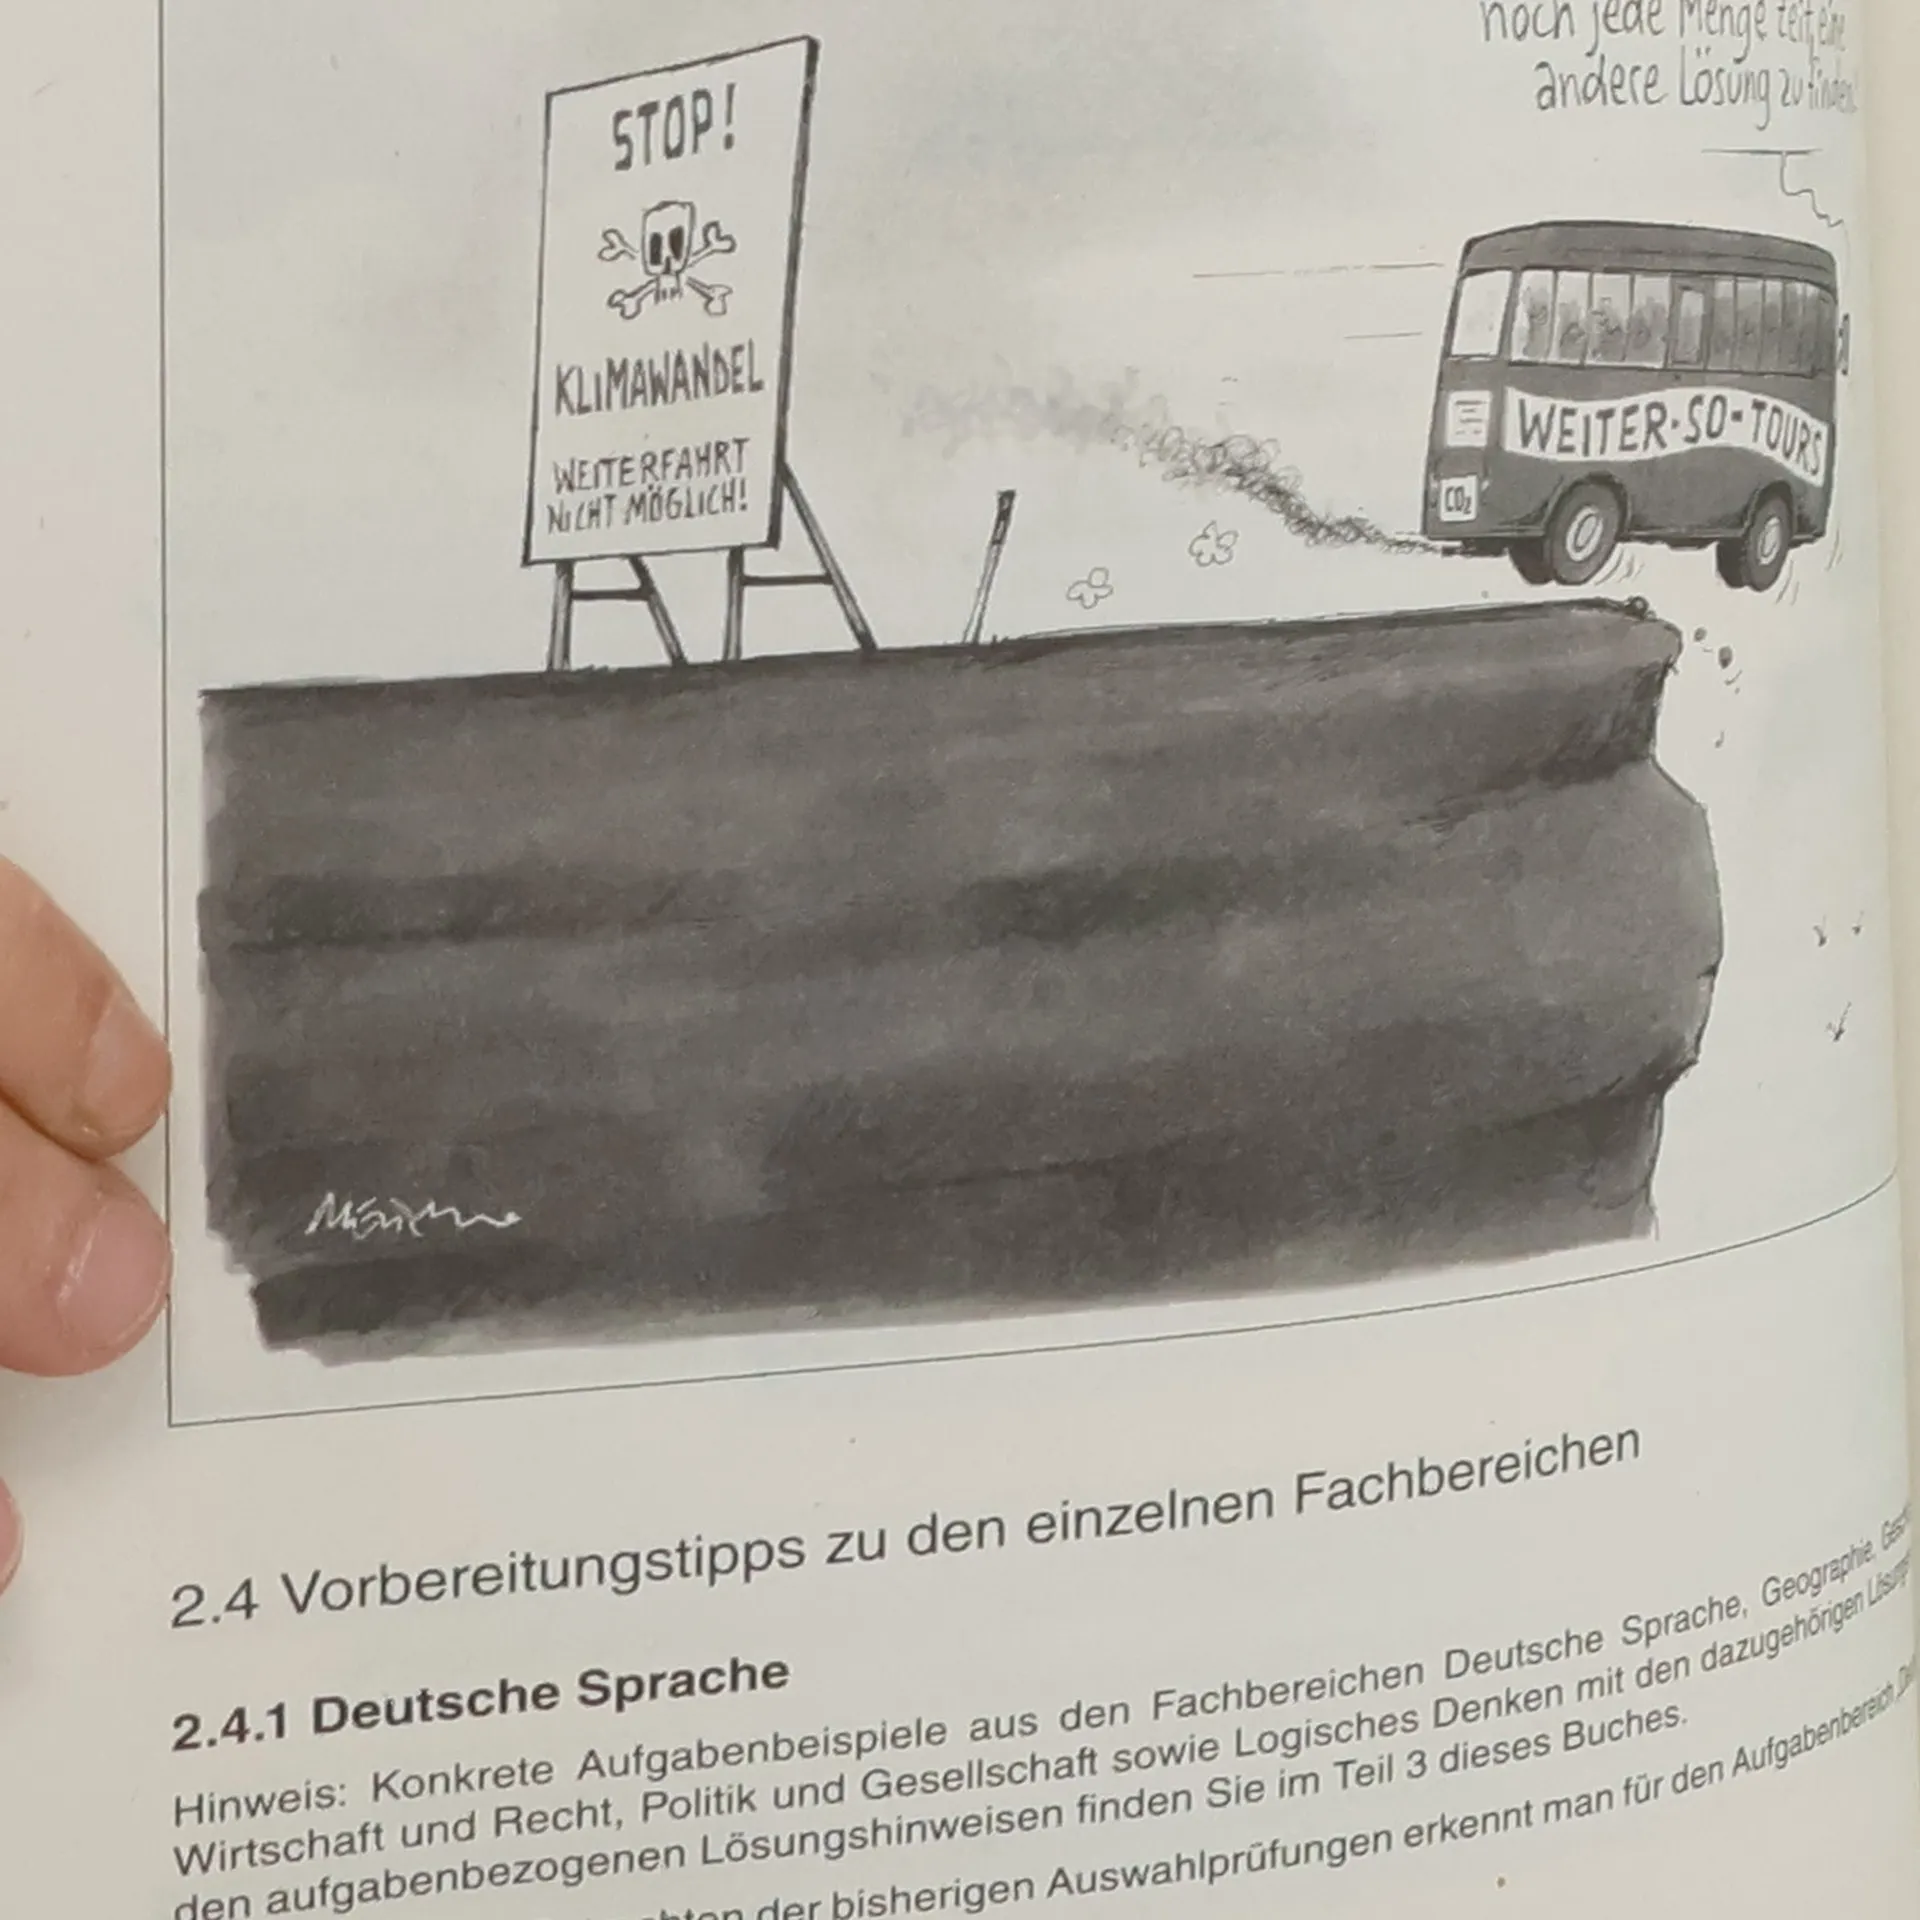 noch jede Menge Zeit, eine
andere Lösung zu finden!
STOP!
KLIMAWANDEL
WEITERFAHRT
NICHT MÖGLICH!
WEITER-SO-TOURS
CO₂
2.4 Vorbereitungstipps zu den einzelnen Fachbereichen
2.4.1 Deutsche Sprache
Hinweis: Konkrete Aufgabenbeispiele aus den Fachbereichen Deutsche Sprache, Geographie,
Wirtschaft und Recht, Politik und Gesellschaft sowie Logisches Denken mit den dazugehörigen
den aufgabenbezogenen Lösungshinweisen finden Sie im Teil 3 dieses Buches.
der bisherigen Auswahlprüfungen erkennt man für den Aufgabenbereich